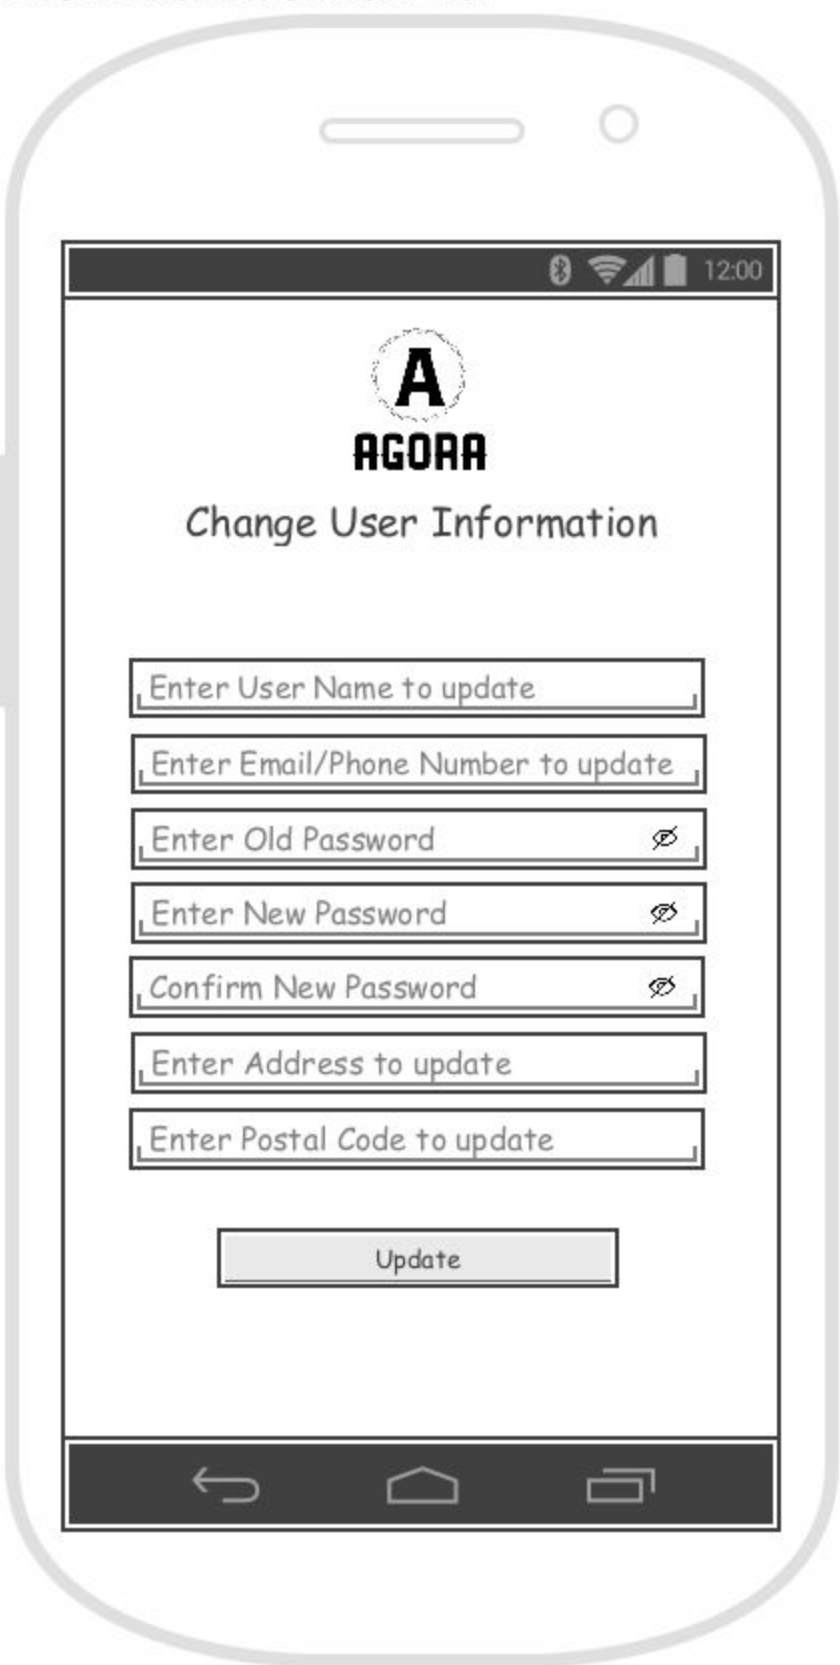 12:00
A
AGORA
Change User Information
Enter User Name to update
Enter Email/Phone Number to update
Enter Old Password
Enter New Password
Confirm New Password
Enter Address to update
Enter Postal Code to update
Update